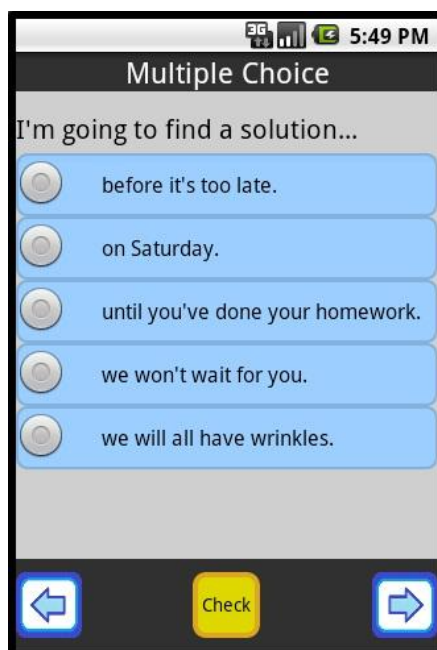 3G 5:49 PM
Multiple Choice
I'm going to find a solution...
before it's too late.
on Saturday.
until you've done your homework.
we won't wait for you.
we will all have wrinkles.
Check